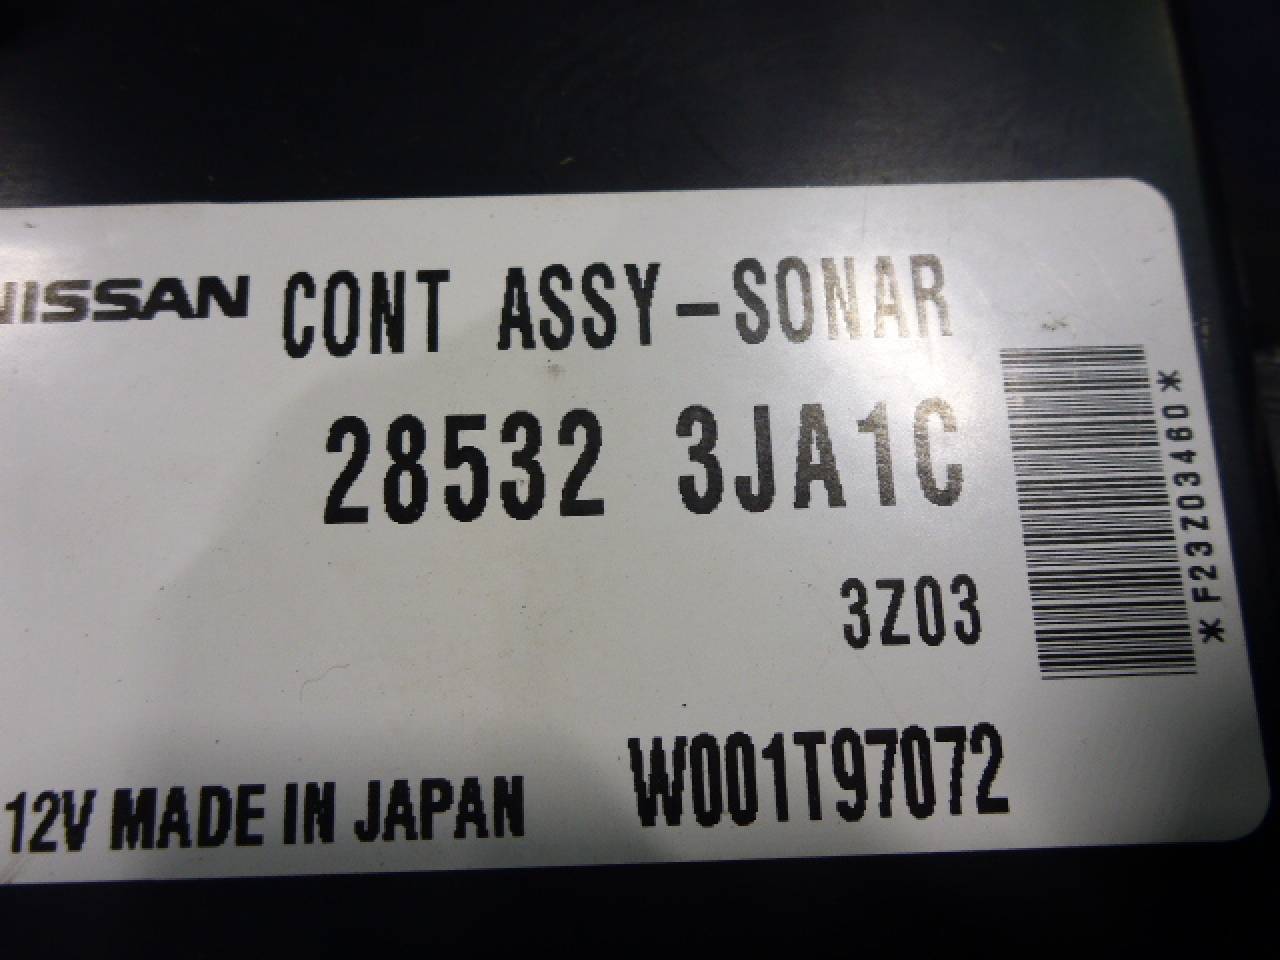 NISSAN CONT ASSY-SONAR
28532 3JA1C
3Z03
*F23Z03460*
12V MADE IN JAPAN W001T97072